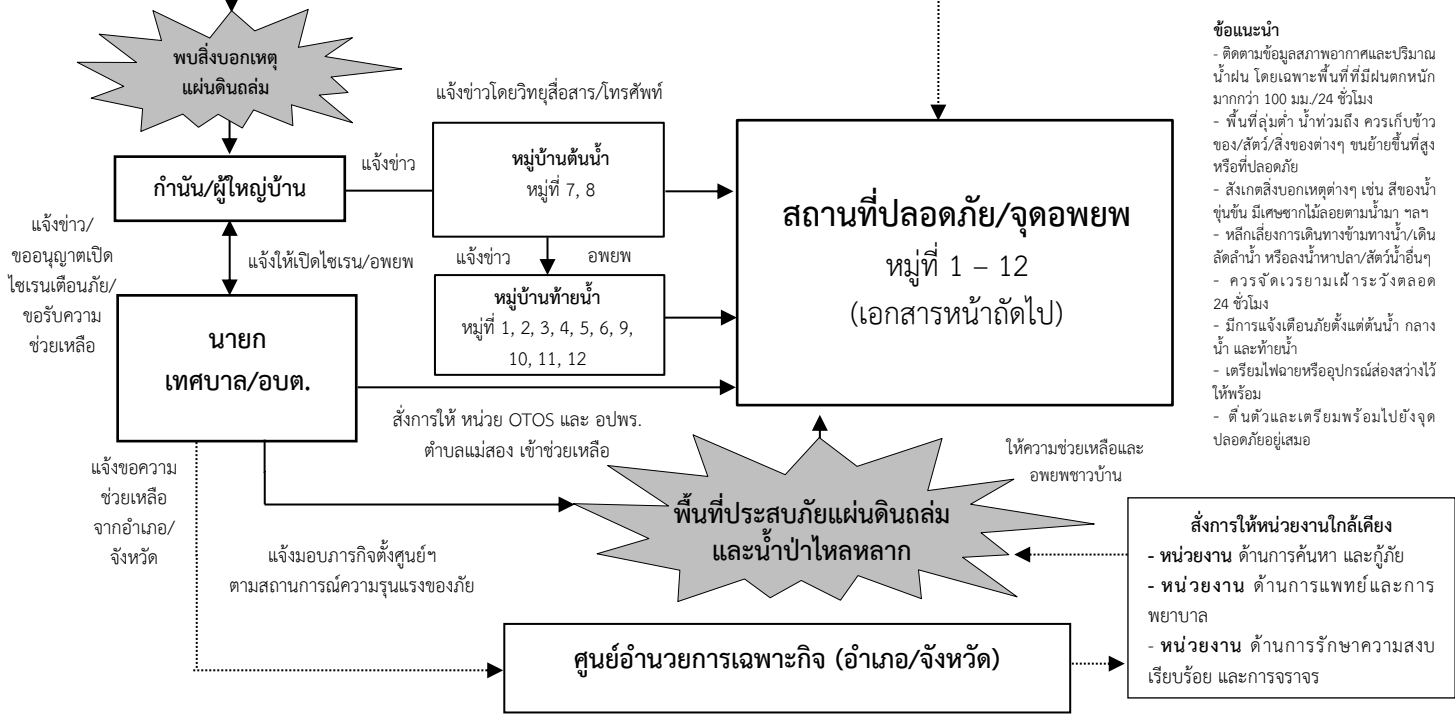 พบสิ่งบอกเหตุ
แผ่นดินถล่ม
กำนัน/ผู้ใหญ่บ้าน
แจ้งข่าว
แจ้งข่าวโดยวิทยุสื่อสาร/โทรศัพท์
หมู่บ้านต้นน้ำ
หมู่ที่ 7, 8
แจ้งข่าว
อพยพ
หมู่บ้านท้ายน้ำ
หมู่ที่ 1, 2, 3, 4, 5, 6, 9,
10, 11, 12
แจ้งข่าว/
ขออนุญาตเปิด
ไซเรนเตือนภัย/
ขอรับความ
ช่วยเหลือ
แจ้งให้เปิดไซเรน/อพยพ
นายก
เทศบาล/อบต.
สถานที่ปลอดภัย/จุดอพยพ
หมู่ที่ 1 – 12
(เอกสารหน้าถัดไป)
สั่งการให้ หน่วย OTOS และ อปพร.
ตำบลแม่สอง เข้าช่วยเหลือ
แจ้งขอความ
ช่วยเหลือ
จากอำเภอ/
จังหวัด
แจ้งมอบภารกิจตั้งศูนย์ฯ
ตามสถานการณ์ความรุนแรงของภัย
พื้นที่ประสบภัยแผ่นดินถล่ม
และน้ำป่าไหลหลาก
ให้ความช่วยเหลือและ
อพยพชาวบ้าน
ศูนย์อำนวยการเฉพาะกิจ (อำเภอ/จังหวัด)
ข้อแนะนำ
- ติดตามข้อมูลสภาพอากาศและปริมาณ
น้ำฝน โดยเฉพาะพื้นที่ที่มีฝนตกหนัก
มากกว่า 100 มม./24 ชั่วโมง
- พื้นที่ลุ่มต่ำ น้ำท่วมถึง ควรเก็บข้าว
ของ/สัตว์/สิ่งของต่างๆ ขนย้ายขึ้นที่สูง
หรือที่ปลอดภัย
- สังเกตสิ่งบอกเหตุต่างๆ เช่น สีของน้ำ
ขุ่นข้น มีเศษซากไม้ลอยตามน้ำมา ฯลฯ
- หลีกเลี่ยงการเดินทางข้ามทางน้ำ/เดิน
ลัดลำน้ำ หรือลงน้ำหาปลา/สัตว์น้ำอื่นๆ
- ควรจัดเวรยามเฝ้าระวังตลอด
24 ชั่วโมง
- มีการแจ้งเตือนภัยตั้งแต่ต้นน้ำ กลาง
น้ำ และท้ายน้ำ
- เตรียมไฟฉายหรืออุปกรณ์ส่องสว่างไว้
ให้พร้อม
- ตื่นตัวและเตรียมพร้อมไปยังจุด
ปลอดภัยอยู่เสมอ
สั่งการให้หน่วยงานใกล้เคียง
- หน่วยงาน ด้านการค้นหา และกู้ภัย
- หน่วยงาน ด้านการแพทย์และการ
พยาบาล
- หน่วยงาน ด้านการรักษาความสงบ
เรียบร้อย และการจราจร